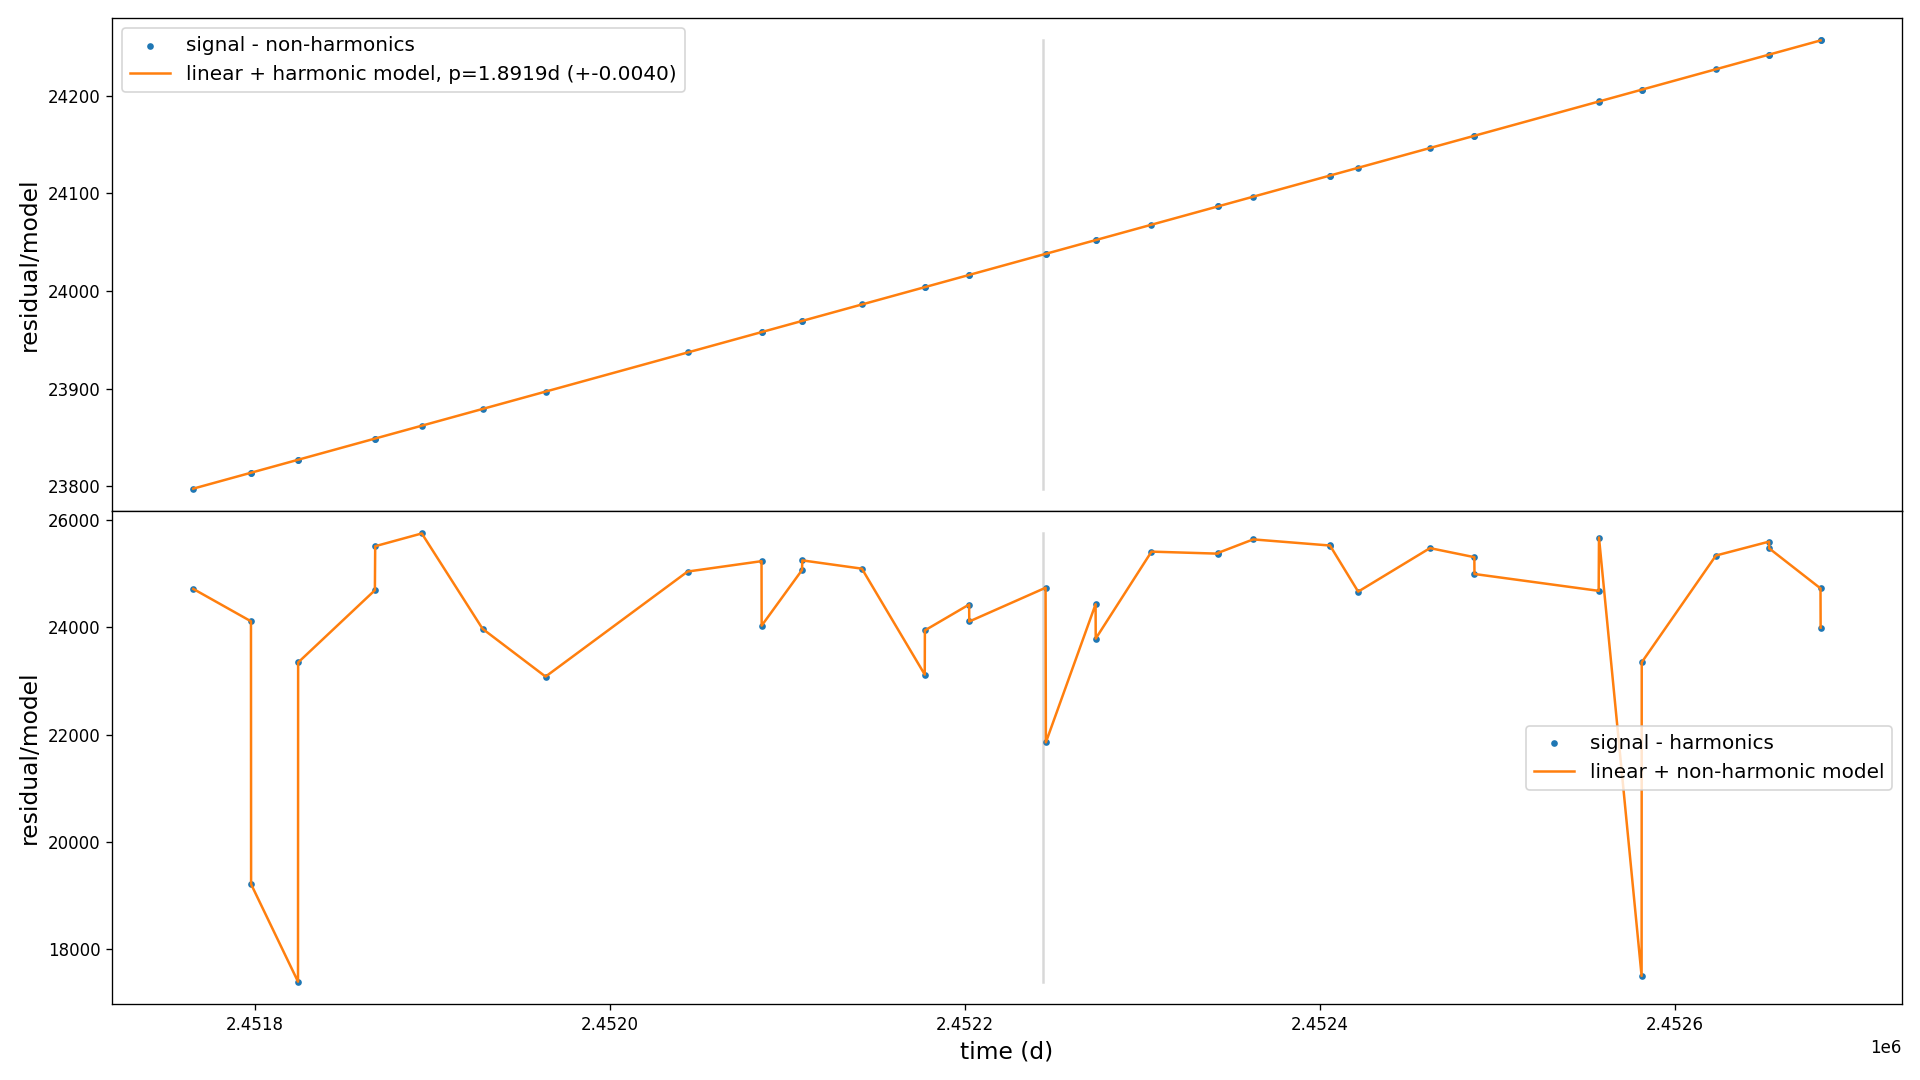 signal - non-harmonics
linear + harmonic model, p=1.8919d (+-0.0040)
24200
24100
24000
23900
23800
residual/model
26000
24000
22000
20000
18000
residual/model
signal - harmonics
linear + non-harmonic model
2.4518
2.4520
2.4522
2.4524
2.4526
time (d)
1e6